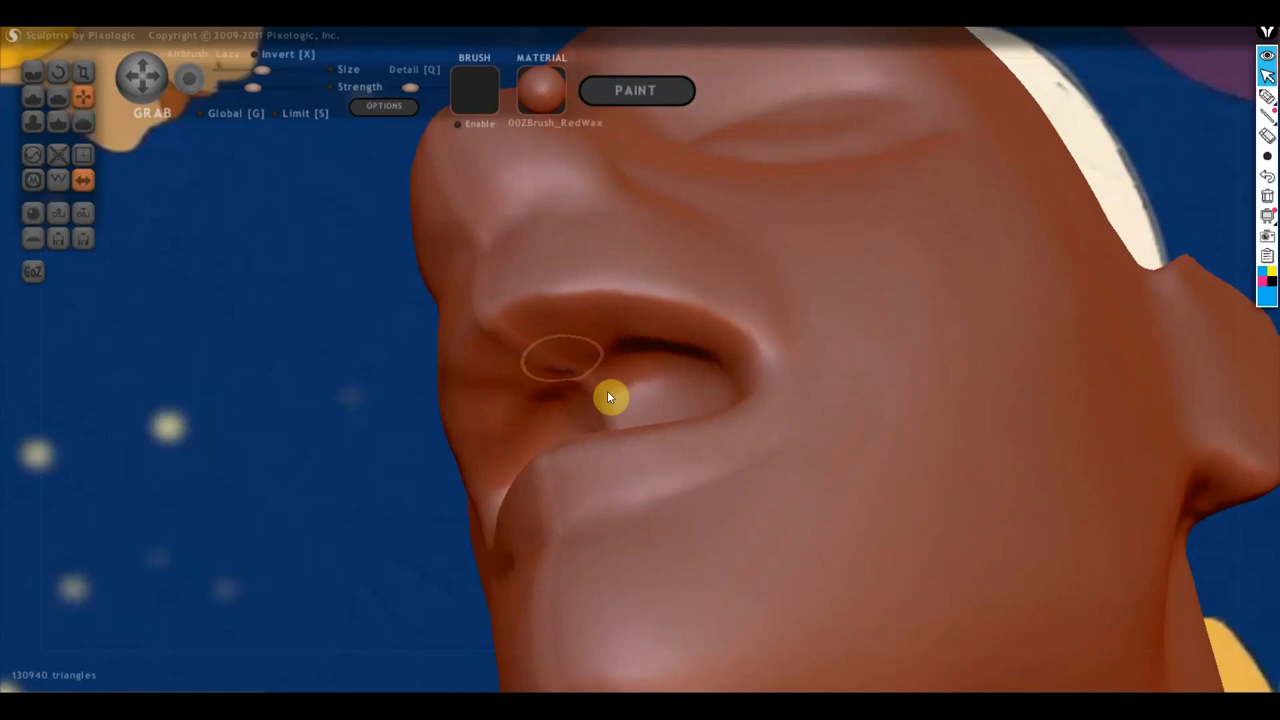 Sculptris by Pixologic Copyright © 2009-2011 Pixologic, Inc.
Airbrush Lazy Invert [X]
Size Detail [Q]
Strength
OPTIONS
GRAB Global [G] Limit [S]
BRUSH MATERIAL
PAINT
Enable 00ZBrush_RedWax
GoZ
130940 triangles